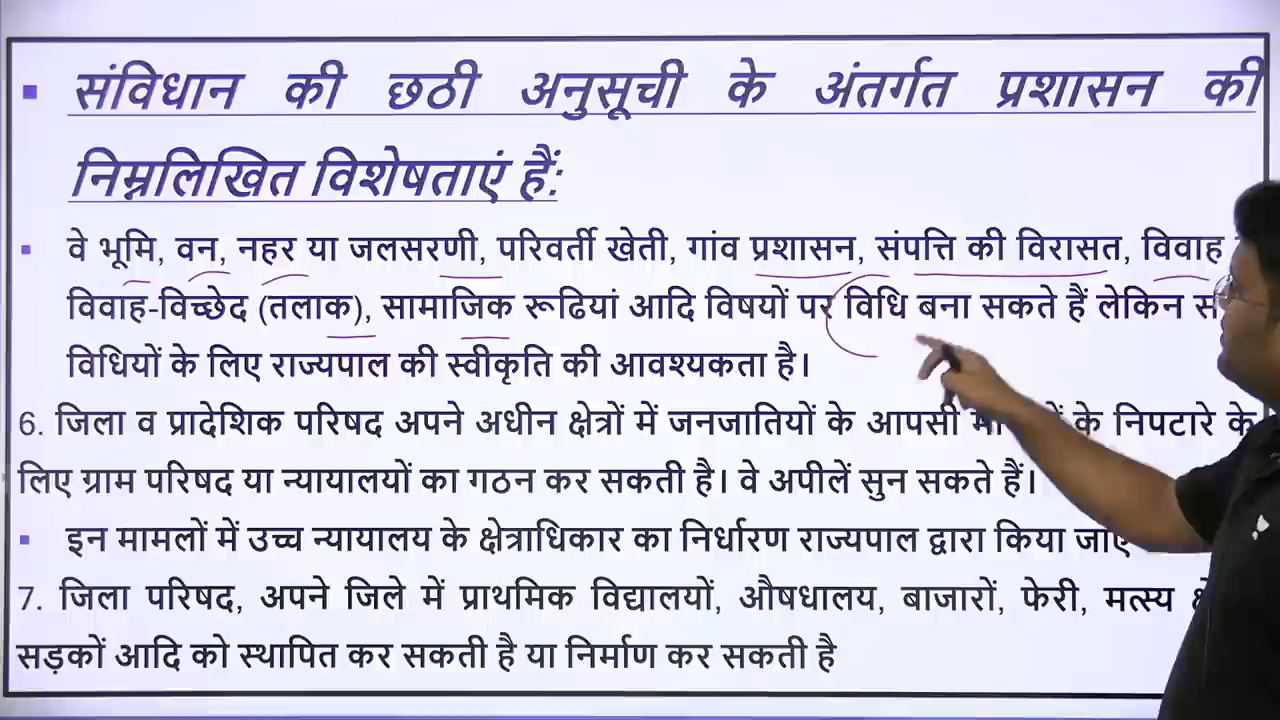 ▪ संविधान की छठी अनुसूची के अंतर्गत प्रशासन की
निम्नलिखित विशेषताएं हैं:
▪ वे भूमि, वन, नहर या जलसरणी, परिवर्ती खेती, गांव प्रशासन, संपत्ति की विरासत, विवाह
विवाह-विच्छेद (तलाक), सामाजिक रूढियां आदि विषयों पर विधि बना सकते हैं लेकिन
विधियों के लिए राज्यपाल की स्वीकृति की आवश्यकता है।
6. जिला व प्रादेशिक परिषद अपने अधीन क्षेत्रों में जनजातियों के आपसी के निपटारे के
लिए ग्राम परिषद या न्यायालयों का गठन कर सकती है। वे अपीलें सुन सकते हैं।
▪ इन मामलों में उच्च न्यायालय के क्षेत्राधिकार का निर्धारण राज्यपाल द्वारा किया
7. जिला परिषद, अपने जिले में प्राथमिक विद्यालयों, औषधालय, बाजारों, फेरी, मत्स्य
सड़कों आदि को स्थापित कर सकती है या निर्माण कर सकती है